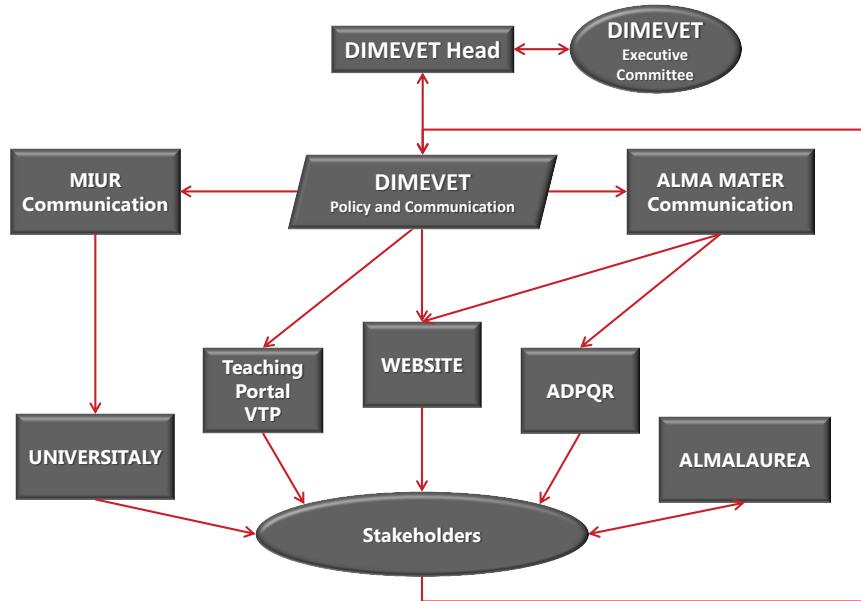 DIMEVET Head
DIMEVET
Executive
Committee
MIUR
Communication
DIMEVET
Policy and Communication
ALMA MATER
Communication
Teaching
Portal
VTP
WEBSITE
ADPQR
UNIVERSITALY
ALMALAUREA
Stakeholders